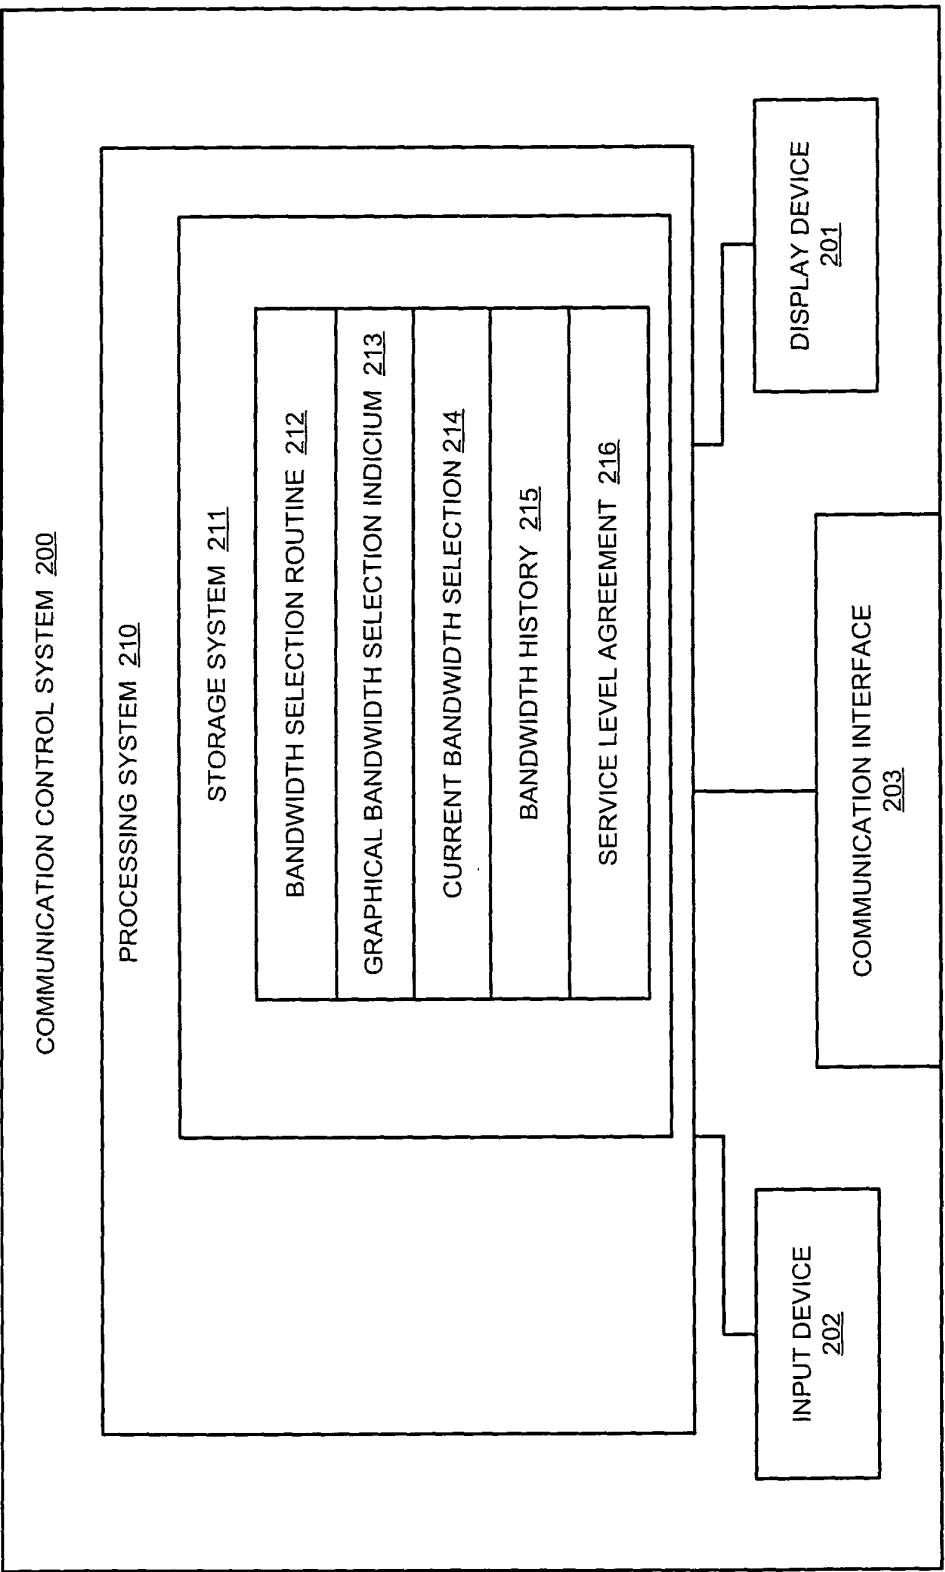 COMMUNICATION CONTROL SYSTEM 200
PROCESSING SYSTEM 210
STORAGE SYSTEM 211
BANDWIDTH SELECTION ROUTINE 212
GRAPHICAL BANDWIDTH SELECTION INDICIUM 213
CURRENT BANDWIDTH SELECTION 214
BANDWIDTH HISTORY 215
SERVICE LEVEL AGREEMENT 216
INPUT DEVICE
202
COMMUNICATION INTERFACE
203
DISPLAY DEVICE
201